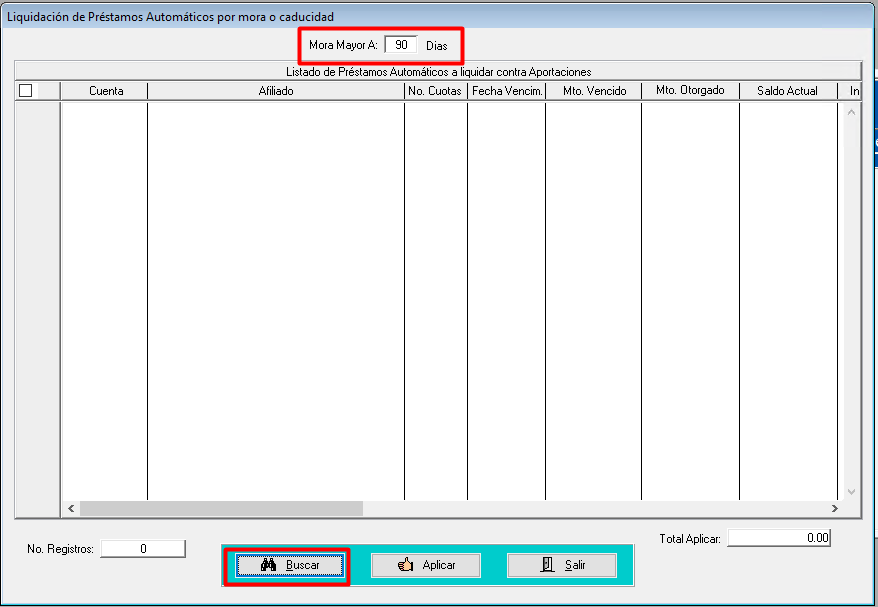 Liquidación de Préstamos Automáticos por mora o caducidad
Mora Mayor A: 90 Dias
Listado de Préstamos Automáticos a liquidar contra Aportaciones
Cuenta Afiliado No. Cuotas Fecha Vencim. Mto. Vencido Mto. Otorgado Saldo Actual In
No. Registros: 0 Total Aplicar: 0.00
Buscar Aplicar Salir